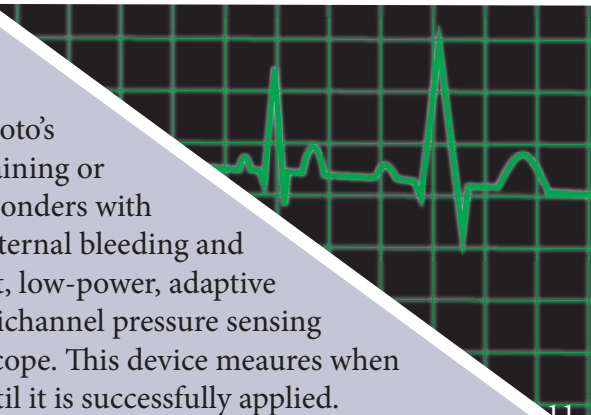 oto's
ining or
onders with
ternal bleeding and
t, low-power, adaptive
ichannel pressure sensing
cope. This device meaures when
til it is successfully applied.
11